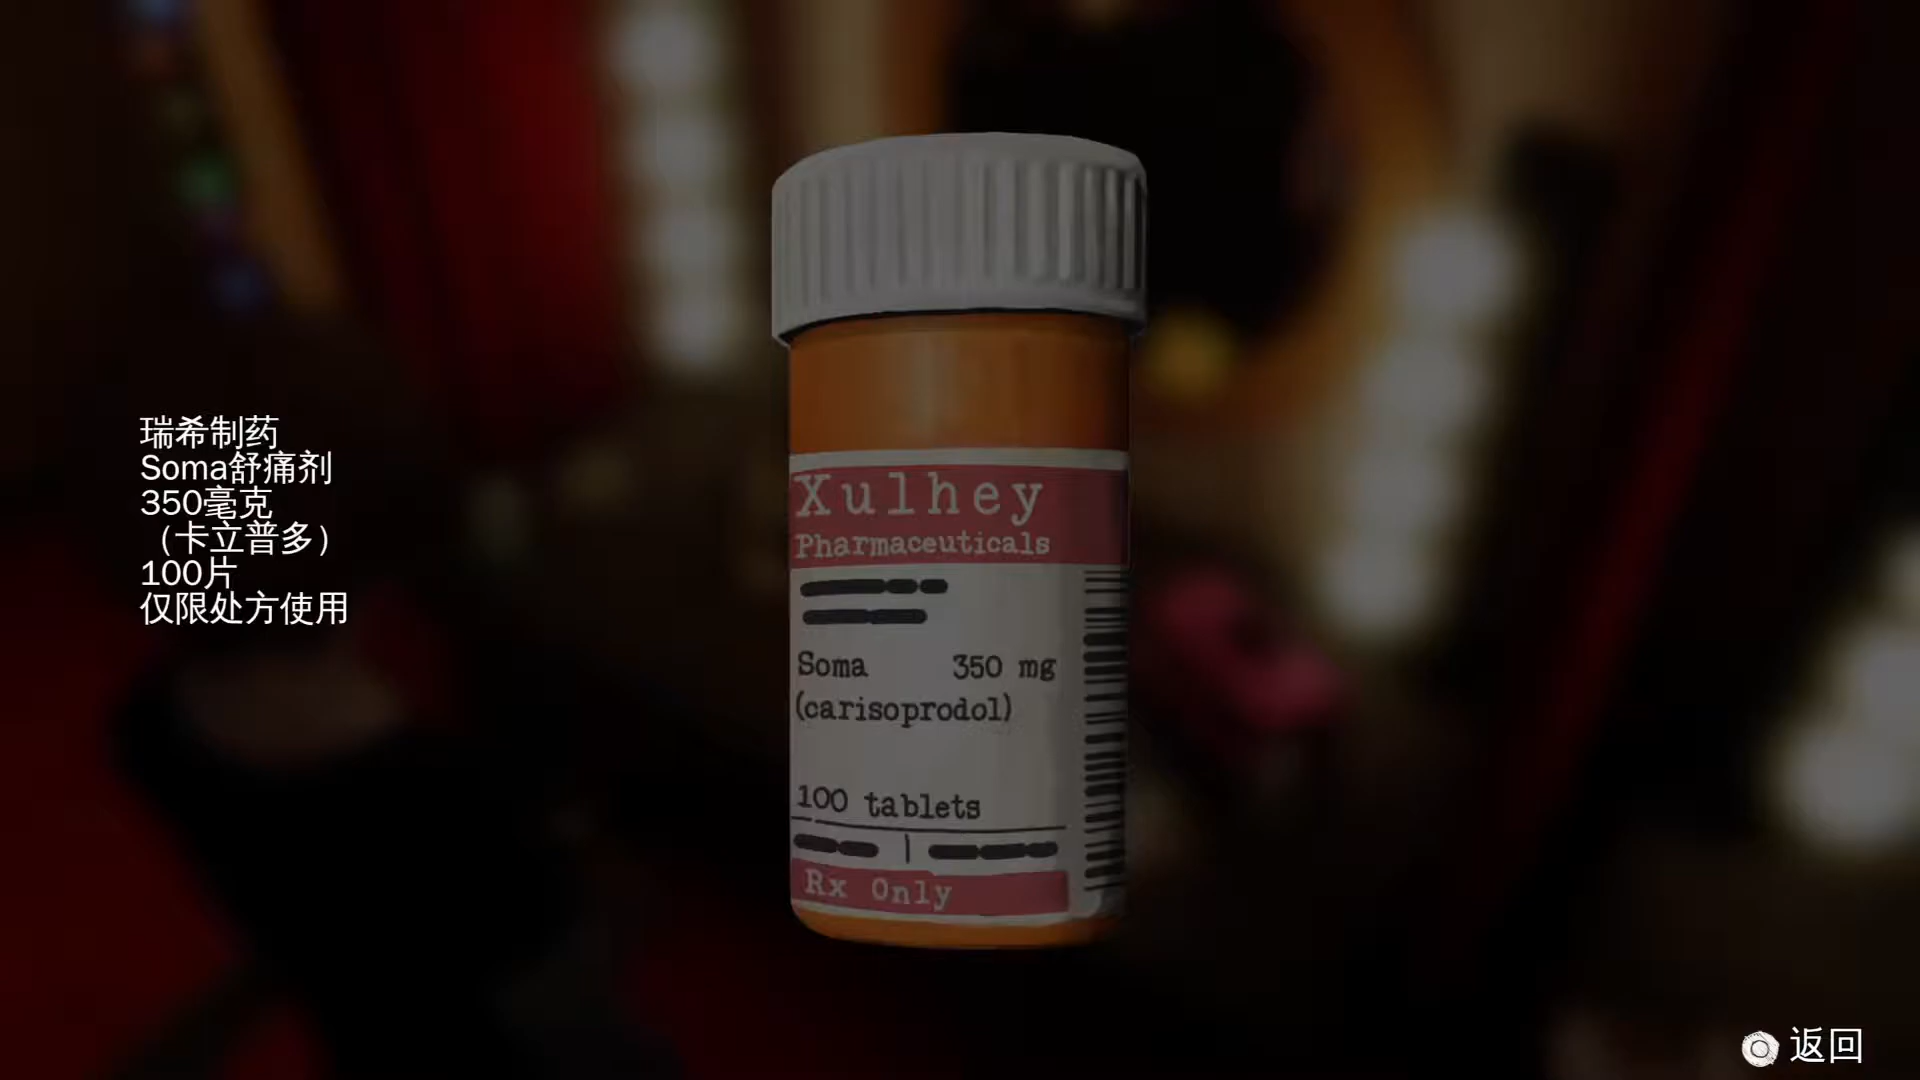 瑞希制药
Soma舒痛剂
350毫克
（卡立普多）
100片
仅限处方使用
Xulhey
Pharmaceuticals
Soma 350 mg
(carisoprodol)
100 tablets
Rx Only
返回